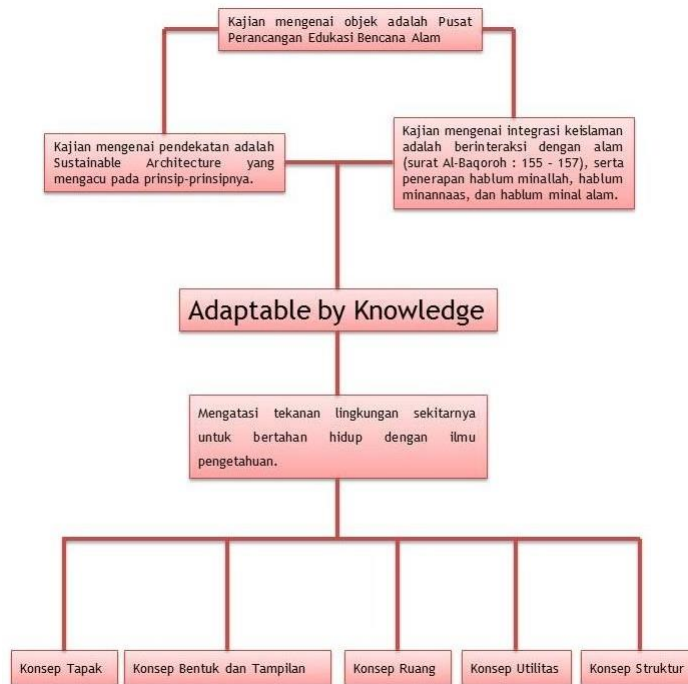 Kajian mengenai objek adalah Pusat
Perancangan Edukasi Bencana Alam
Kajian mengenai pendekatan adalah
Sustainable Architecture yang
mengacu pada prinsip-prinsipnya.
Kajian mengenai integrasi keislaman
adalah berinteraksi dengan alam
(surat Al-Baqoroh : 155 - 157), serta
penerapan hablum minallah, hablum
minannaas, dan hablum minal alam.
Adaptable by Knowledge
Mengatasi tekanan lingkungan sekitarnya
untuk bertahan hidup dengan ilmu
pengetahuan.
Konsep Tapak
Konsep Bentuk dan Tampilan
Konsep Ruang
Konsep Utilitas
Konsep Struktur